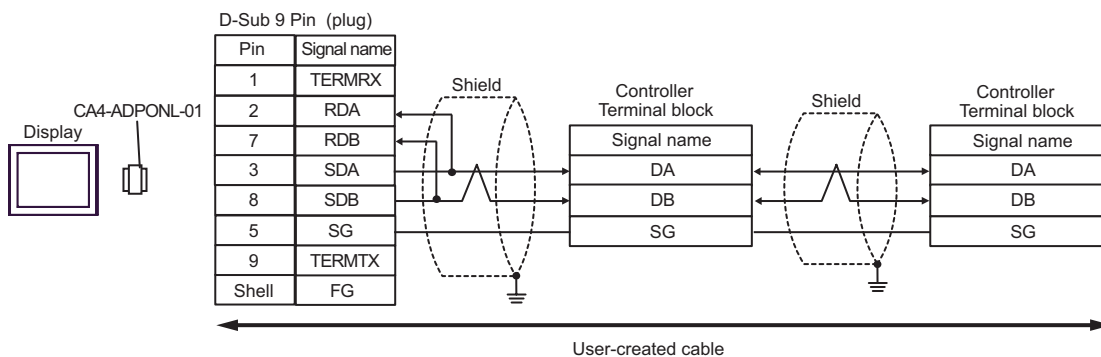 D-Sub 9 Pin (plug)
Pin Signal name
1 TERMRX
2 RDA
7 RDB
3 SDA
8 SDB
5 SG
9 TERMTX
Shell FG
CA4-ADPONL-01
Display
Shield
Controller
Terminal block
Signal name
DA
DB
SG
Shield
Controller
Terminal block
Signal name
DA
DB
SG
User-created cable